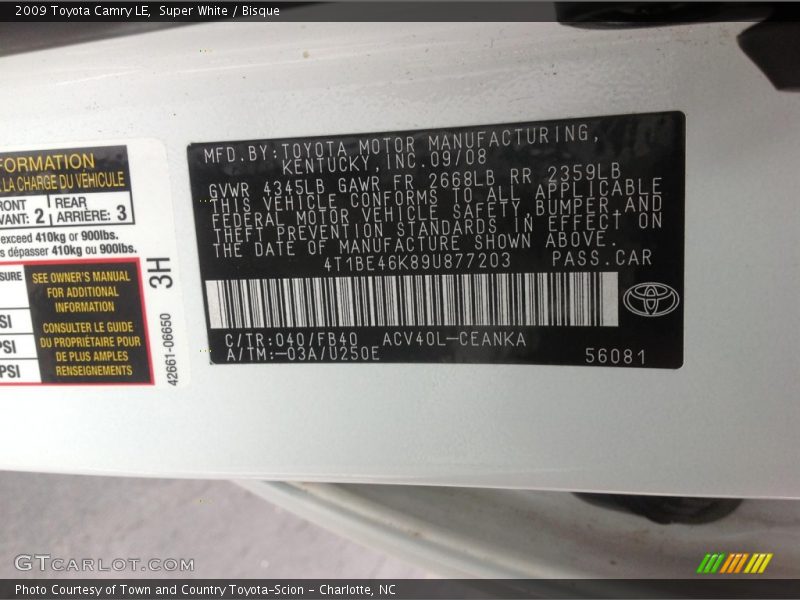 2009 Toyota Camry LE, Super White / Bisque
FORMATION
LA CHARGE DU VÉHICULE
RONT
VANT: 2
REAR
ARRIÈRE: 3
exceed 410kg or 900lbs.
s dépasser 410kg ou 900lbs.
SURE
SEE OWNER'S MANUAL
FOR ADDITIONAL
INFORMATION
CONSULTER LE GUIDE
DU PROPRIÉTAIRE POUR
DE PLUS AMPLES
RENSEIGNEMENTS
SI
PSI
PSI
3H
42661-06650
MFD.BY:TOYOTA MOTOR MANUFACTURING,
KENTUCKY,INC.09/08
GVWR 4345LB GAWR FR 2668LB RR 2359LB
THIS VEHICLE CONFORMS TO ALL APPLICABLE
FEDERAL MOTOR VEHICLE SAFETY,BUMPER,AND
THEFT PREVENTION STANDARDS IN EFFECT ON
THE DATE OF MANUFACTURE SHOWN ABOVE.
4T1BE46K89U877203 PASS.CAR
C/TR:040/FB40 ACV40L-CEANKA
A/TM:-03A/U250E
56081
GTCARLOT.COM
Photo Courtesy of Town and Country Toyota-Scion - Charlotte, NC